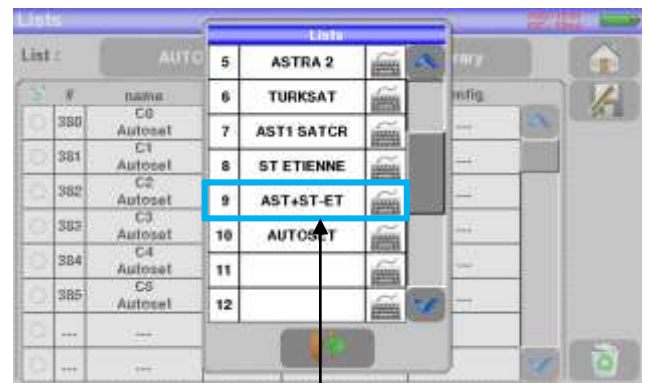 Lists
Lists
List :
AUTO
rary
# name nfig
380 C0 Autoset ---
381 C1 Autoset ---
382 C2 Autoset ---
383 C3 Autoset ---
384 C4 Autoset ---
385 C5 Autoset ---
--- ---
--- ---
5 ASTRA 2
6 TURKSAT
7 AST1 SATCR
8 ST ETIENNE
9 AST+ST-ET
10 AUTOSET
11
12